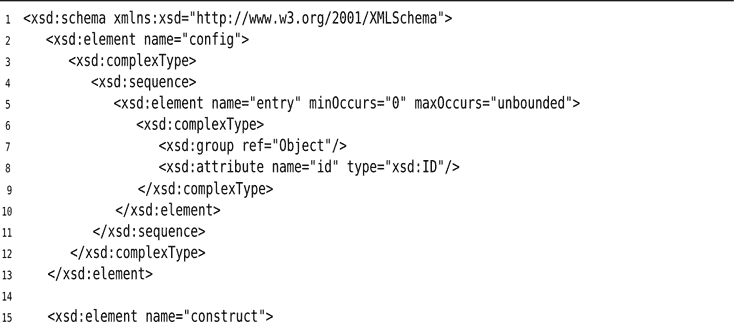 1 <xsd:schema xmlns:xsd="http://www.w3.org/2001/XMLSchema">
2 <xsd:element name="config">
3 <xsd:complexType>
4 <xsd:sequence>
5 <xsd:element name="entry" minOccurs="0" maxOccurs="unbounded">
6 <xsd:complexType>
7 <xsd:group ref="Object"/>
8 <xsd:attribute name="id" type="xsd:ID"/>
9 </xsd:complexType>
10 </xsd:element>
11 </xsd:sequence>
12 </xsd:complexType>
13 </xsd:element>
14
15 <xsd:element name="construct">